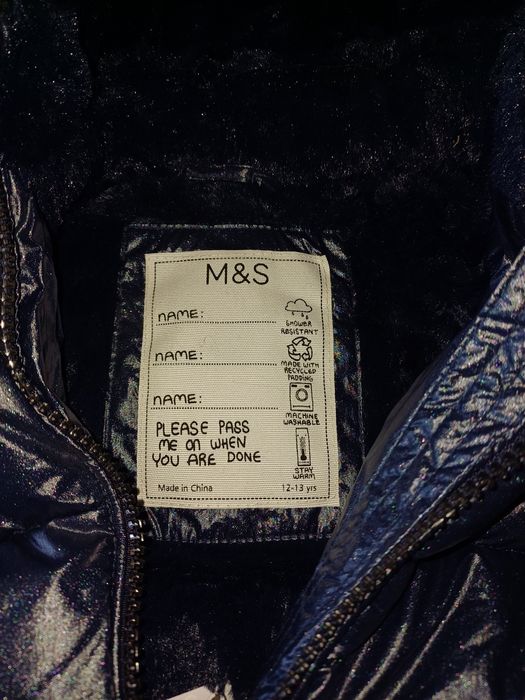 M&S
NAME:
SHOWER
RESISTANT
NAME:
MADE WITH
RECYCLED
PADDING
NAME:
MACHINE
WASHABLE
PLEASE PASS
ME ON WHEN
YOU ARE DONE
STAY
WARM
Made in China
12-13 yrs